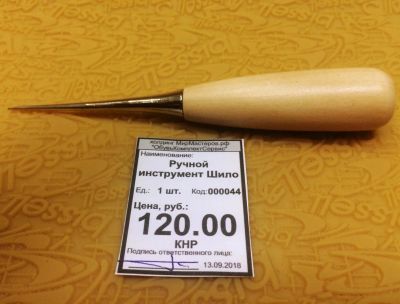 холдинг МирМастеров.рф
"ОбувьКомплектСервис"
Наименование:
Ручной
инструмент Шило
Ед.: 1 шт. Код:000044
Цена, руб.:
120.00
КНР
Подпись ответственного лица:
13.09.2018